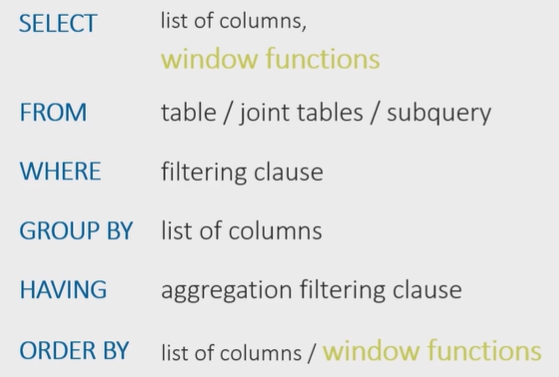 SELECT list of columns,
window functions
FROM table / joint tables / subquery
WHERE filtering clause
GROUP BY list of columns
HAVING aggregation filtering clause
ORDER BY list of columns / window functions